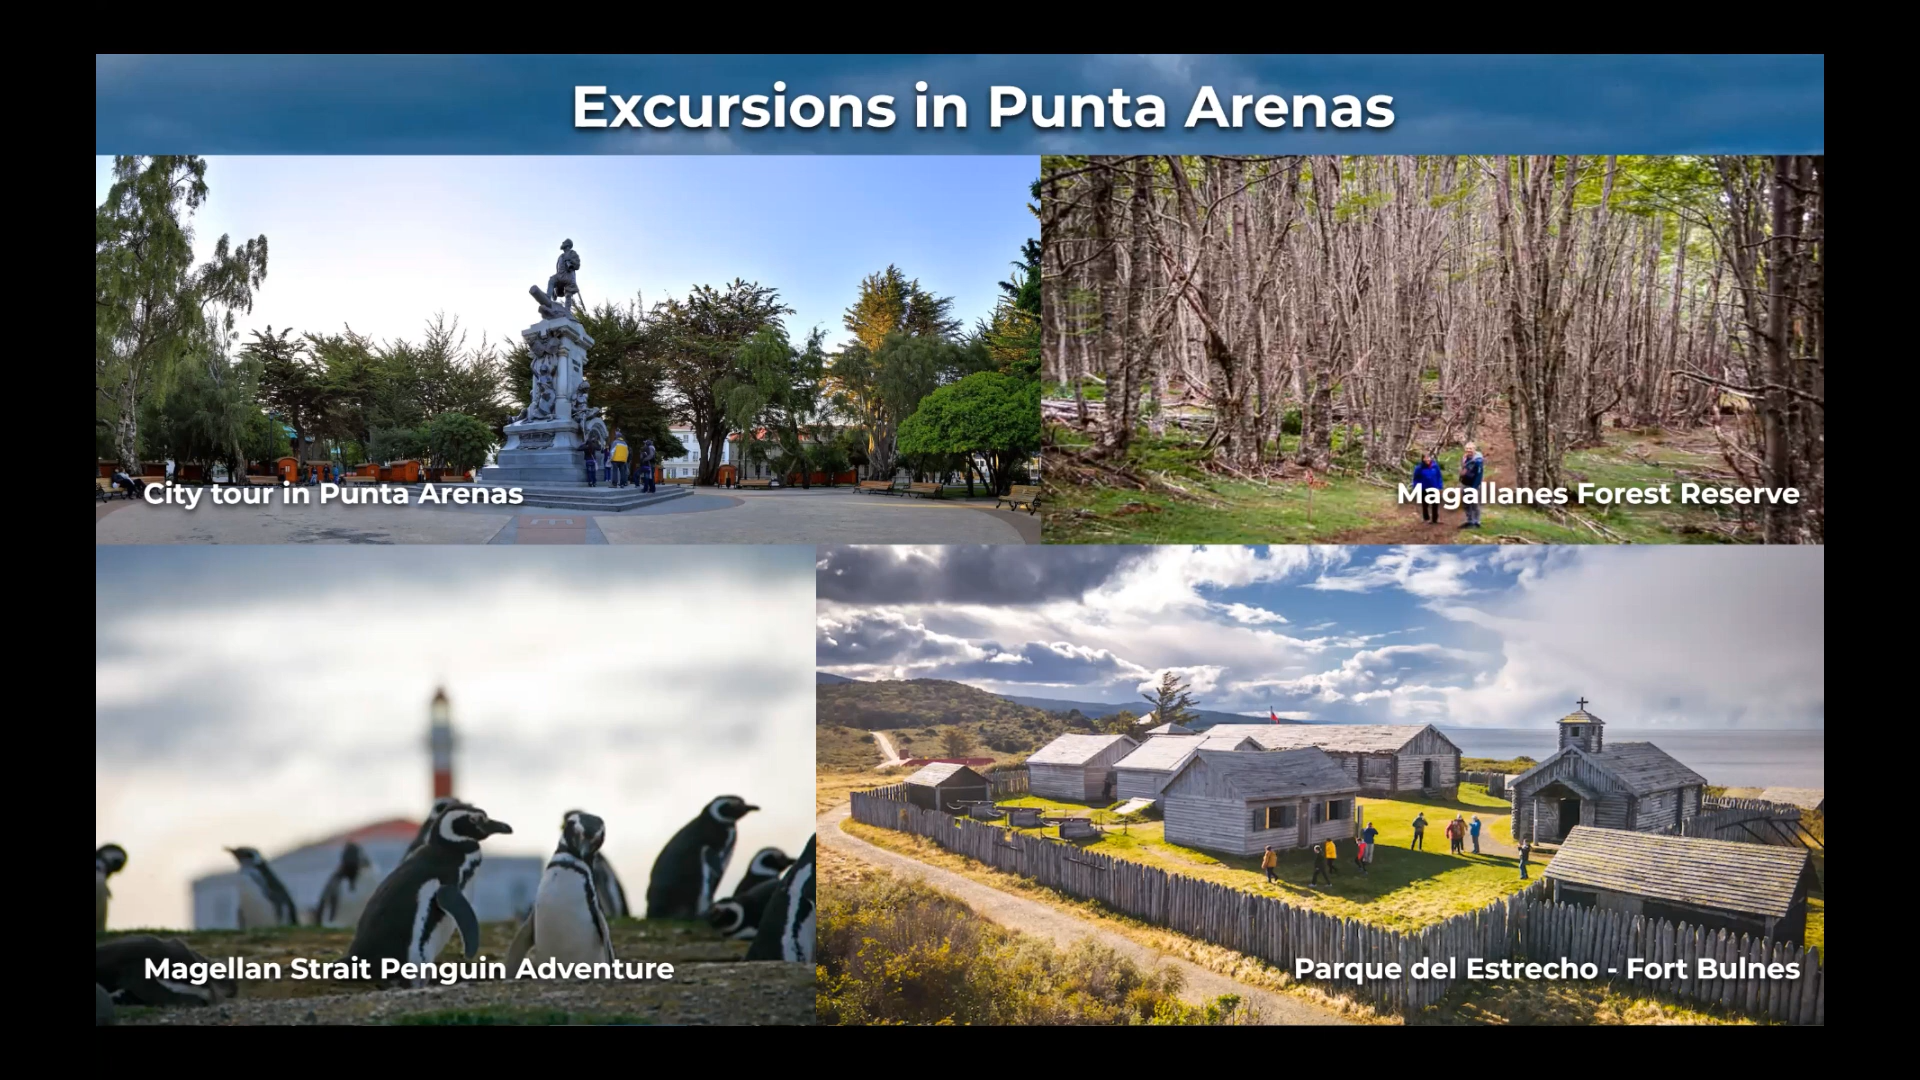 Excursions in Punta Arenas
City tour in Punta Arenas
Magallanes Forest Reserve
Magellan Strait Penguin Adventure
Parque del Estrecho - Fort Bulnes